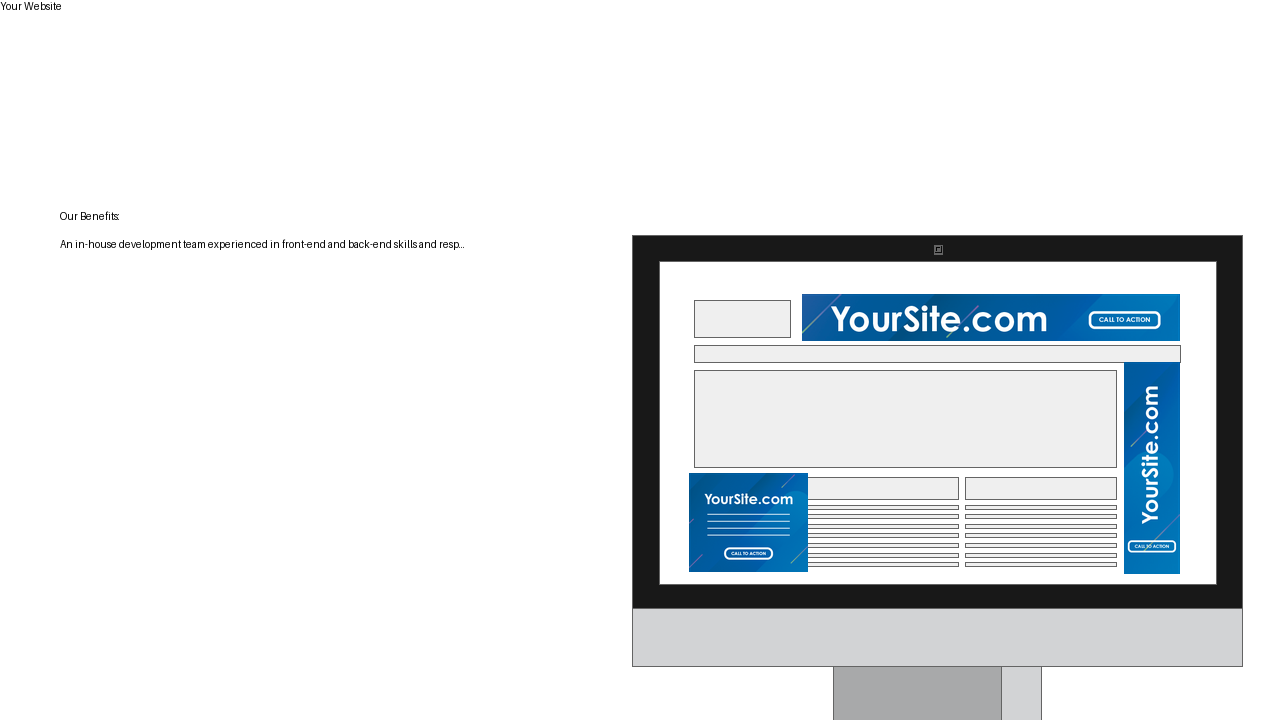 Your Website
Our Benefits:
An in-house development team experienced in front-end and back-end skills and resp...
YourSite.com
CALL TO ACTION
YourSite.com
CALL TO ACTION
YourSite.com
CALL TO ACTION